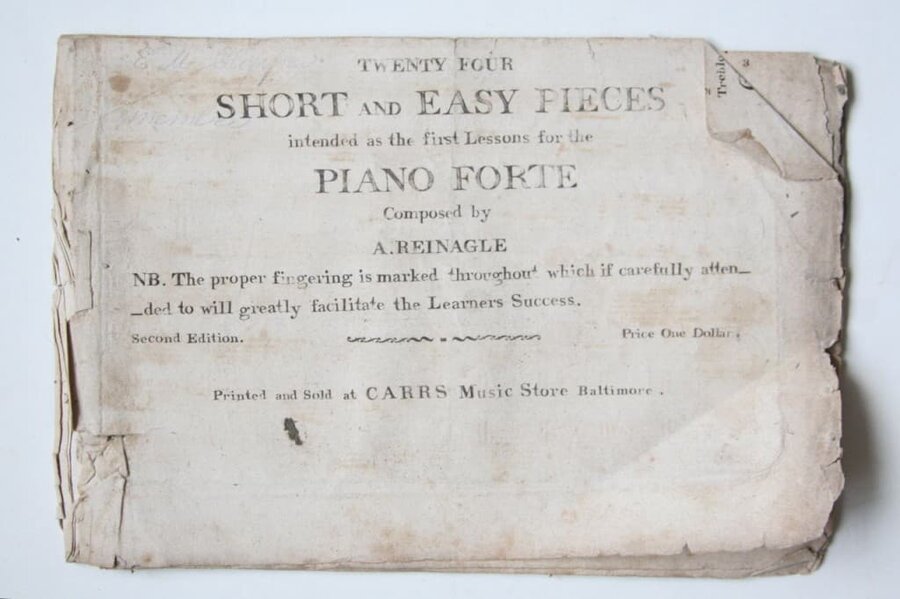 TWENTY FOUR
SHORT AND EASY PIECES
intended as the first Lessons for the
PIANO FORTE
Composed by
A. REINAGLE
NB. The proper fingering is marked throughout which if carefully atten_
_ded to will greatly facilitate the Learners Success.
Second Edition. Price One Dollar.
Printed and Sold at CARRS Music Store Baltimore.
Treble
3